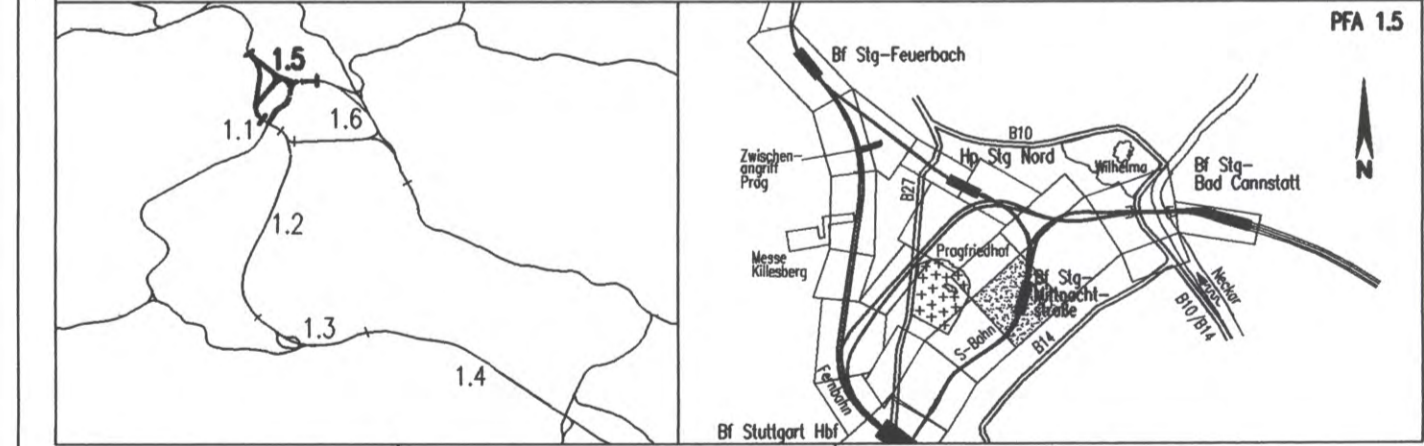 1.5
1.1
1.6
1.2
1.3
1.4
PFA 1.5
Bf Stg-Feuerbach
Zwischen-
angriff
Prag
B10
Hp Stg Nord
Wilhelma
Bf Stg-
Bad Cannstatt
B27
Messe
Killesberg
Pragfriedhof
Bf Stg-
Mittnacht-
straße
Neckar
B10/B14
S-Bahn
B14
Fernbahn
Bf Stuttgart Hbf
N